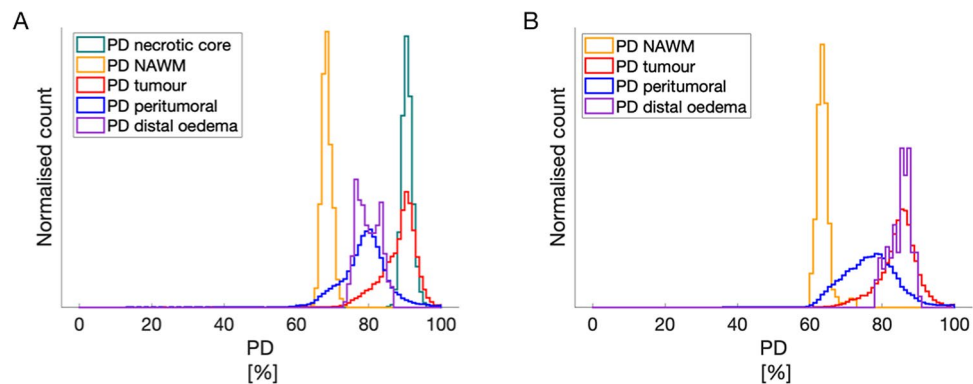 A
PD necrotic core
PD NAWM
PD tumour
PD peritumoral
PD distal oedema
Normalised count
0 20 40 60 80 100
PD
[%]
B
PD NAWM
PD tumour
PD peritumoral
PD distal oedema
Normalised count
0 20 40 60 80 100
PD
[%]